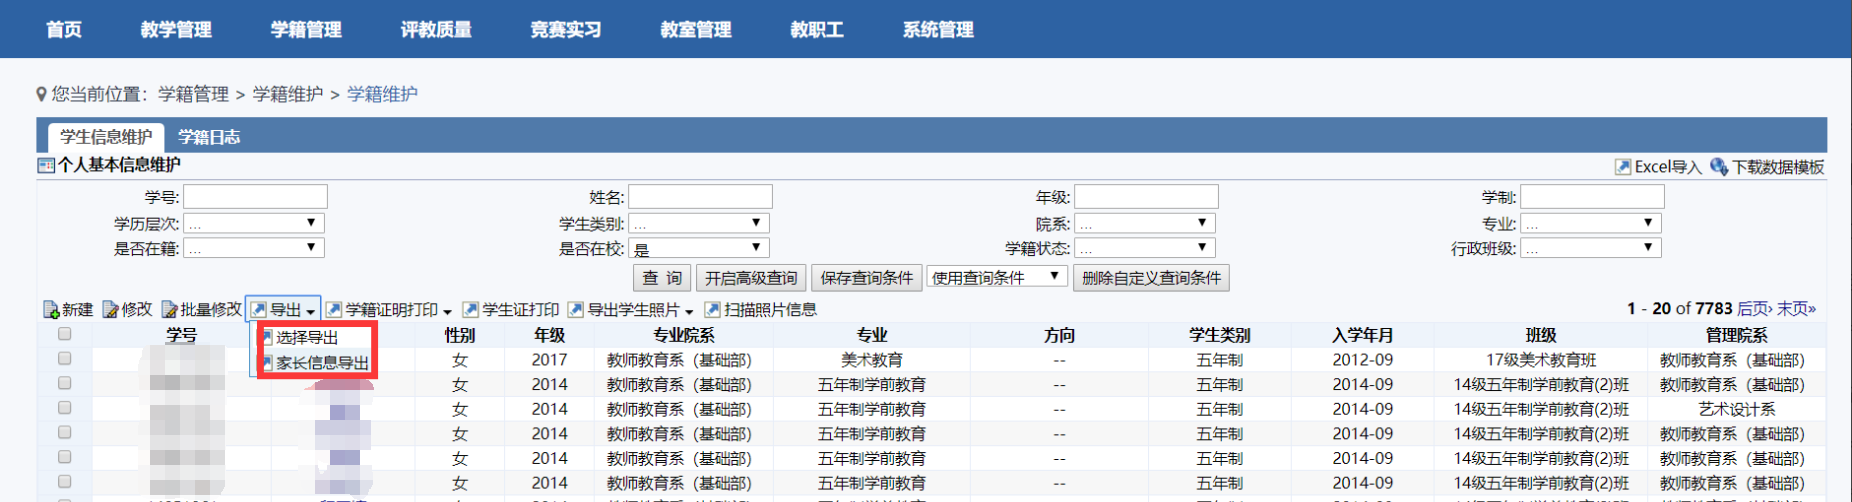 首页 教学管理 学籍管理 评教质量 竞赛实习 教室管理 教职工 系统管理
您当前位置：学籍管理 > 学籍维护 > 学籍维护
学生信息维护 学籍日志
个人基本信息维护 Excel导入 下载数据模板
学号: 姓名: 年级: 学制:
学历层次: ... 学生类别: ... 院系: ... 专业: ...
是否在籍: ... 是否在校: 是 学籍状态: ... 行政班级: ...
查 询 开启高级查询 保存查询条件 使用查询条件 删除自定义查询条件
新建 修改 批量修改 导出 学籍证明打印 学生证打印 导出学生照片 扫描照片信息 1 - 20 of 7783 后页› 末页»
学号 选择导出 性别 年级 专业院系 专业 方向 学生类别 入学年月 班级 管理院系
家长信息导出 女 2017 教师教育系（基础部） 美术教育 -- 五年制 2012-09 17级美术教育班 教师教育系（基础部）
女 2014 教师教育系（基础部） 五年制学前教育 -- 五年制 2014-09 14级五年制学前教育(2)班 教师教育系（基础部）
女 2014 教师教育系（基础部） 五年制学前教育 -- 五年制 2014-09 14级五年制学前教育(2)班 艺术设计系
女 2014 教师教育系（基础部） 五年制学前教育 -- 五年制 2014-09 14级五年制学前教育(2)班 教师教育系（基础部）
女 2014 教师教育系（基础部） 五年制学前教育 -- 五年制 2014-09 14级五年制学前教育(2)班 教师教育系（基础部）
女 2014 教师教育系（基础部） 五年制学前教育 -- 五年制 2014-09 14级五年制学前教育(2)班 教师教育系（基础部）